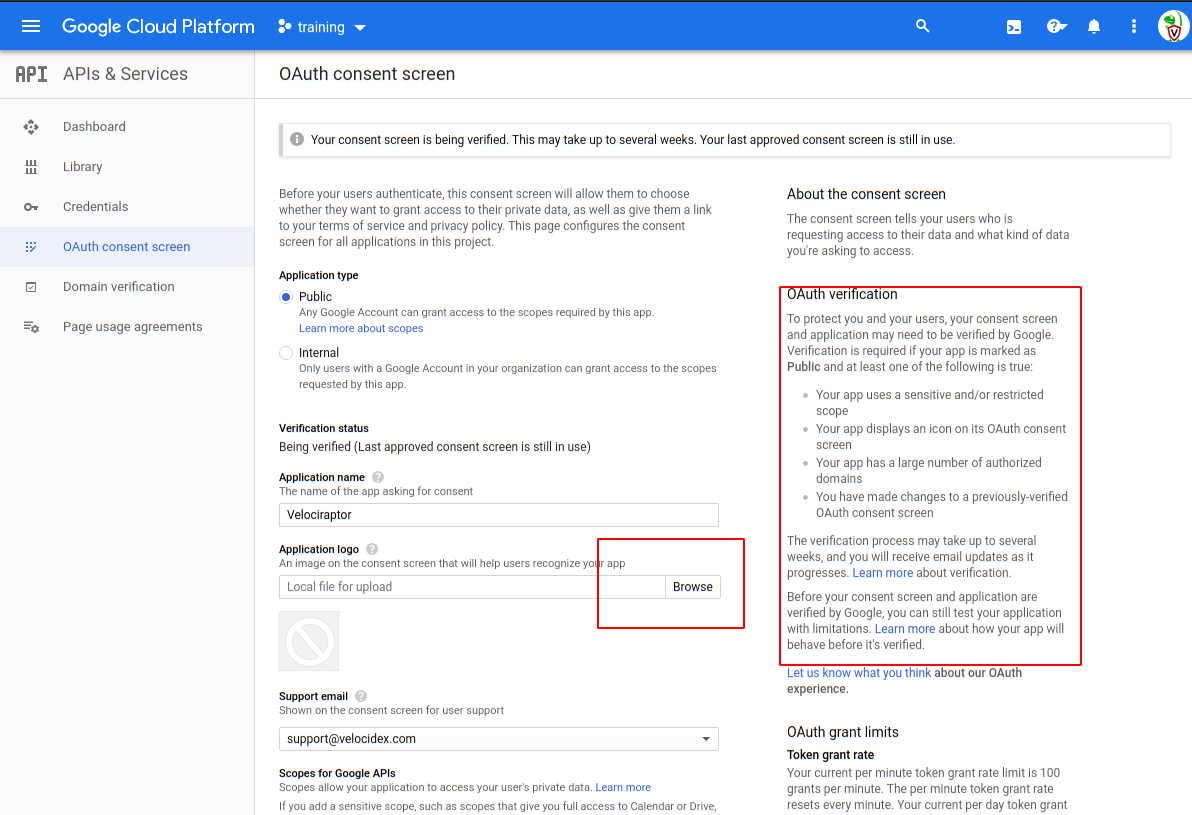 Google Cloud Platform
training
API
APIs & Services
Dashboard
Library
Credentials
OAuth consent screen
Domain verification
Page usage agreements
OAuth consent screen
Your consent screen is being verified. This may take up to several weeks. Your last approved consent screen is still in use.
Before your users authenticate, this consent screen will allow them to choose
whether they want to grant access to their private data, as well as give them a link
to your terms of service and privacy policy. This page configures the consent
screen for all applications in this project.
Application type
Public
Any Google Account can grant access to the scopes required by this app.
Learn more about scopes
Internal
Only users with a Google Account in your organization can grant access to the scopes
requested by this app.
Verification status
Being verified (Last approved consent screen is still in use)
Application name ?
The name of the app asking for consent
Velociraptor
Application logo ?
An image on the consent screen that will help users recognize your app
Local file for upload
Browse
Support email ?
Shown on the consent screen for user support
support@velocidex.com
Scopes for Google APIs
Scopes allow your application to access your user's private data. Learn more
If you add a sensitive scope, such as scopes that give you full access to Calendar or Drive,
About the consent screen
The consent screen tells your users who is
requesting access to their data and what kind of data
you're asking to access.
OAuth verification
To protect you and your users, your consent screen
and application may need to be verified by Google.
Verification is required if your app is marked as
Public and at least one of the following is true:
Your app uses a sensitive and/or restricted
scope
Your app displays an icon on its OAuth consent
screen
Your app has a large number of authorized
domains
You have made changes to a previously-verified
OAuth consent screen
The verification process may take up to several
weeks, and you will receive email updates as it
progresses. Learn more about verification.
Before your consent screen and application are
verified by Google, you can still test your application
with limitations. Learn more about how your app will
behave before it's verified.
Let us know what you think about our OAuth
experience.
OAuth grant limits
Token grant rate
Your current per minute token grant rate limit is 100
grants per minute. The per minute token grant rate
resets every minute. Your current per day token grant